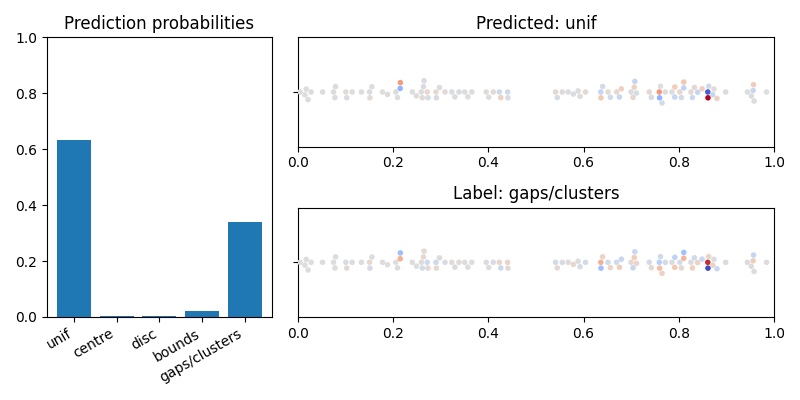 Prediction probabilities
1.0
0.8
0.6
0.4
0.2
0.0
unif
centre
disc
bounds
gaps/clusters
Predicted: unif
0.0 0.2 0.4 0.6 0.8 1.0
Label: gaps/clusters
0.0 0.2 0.4 0.6 0.8 1.0